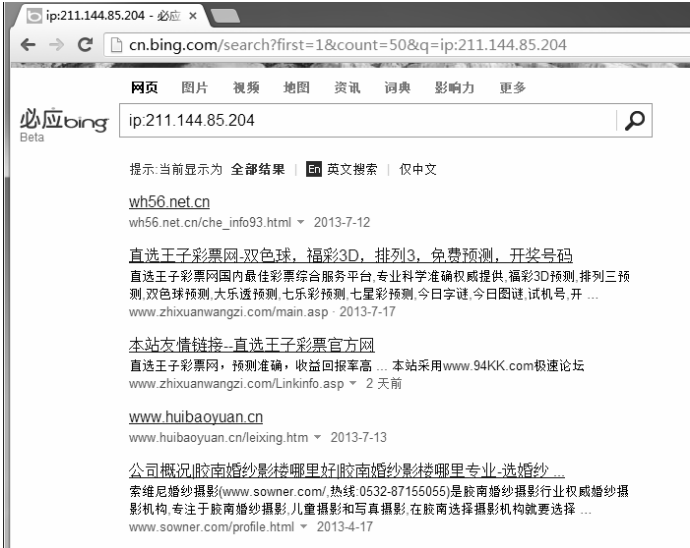 ip:211.144.85.204 - 必应 ×
cn.bing.com/search?first=1&count=50&q=ip:211.144.85.204
网页 图片 视频 地图 资讯 词典 影响力 更多
必应bing
Beta
ip:211.144.85.204
提示:当前显示为 全部结果 | En 英文搜索 | 仅中文
wh56.net.cn
wh56.net.cn/che_info93.html 2013-7-12
直选王子彩票网-双色球，福彩3D，排列3，免费预测，开奖号码
直选王子彩票网国内最佳彩票综合服务平台,专业科学准确权威提供,福彩3D预测,排列三预
测,双色球预测,大乐透预测,七乐彩预测,七星彩预测,今日字谜,今日图谜,试机号,开 ...
www.zhixuanwangzi.com/main.asp · 2013-7-17
本站友情链接--直选王子彩票官方网
直选王子彩票网，预测准确，收益回报率高 ... 本站采用www.94KK.com极速论坛
www.zhixuanwangzi.com/Linkinfo.asp 2 天前
www.huibaoyuan.cn
www.huibaoyuan.cn/leixing.htm 2013-7-13
公司概况|胶南婚纱影楼哪里好|胶南婚纱影楼哪里专业-选婚纱 ...
索维尼婚纱摄影(www.sowner.com/,热线:0532-87155055)是胶南婚纱摄影行业权威婚纱摄
影机构,专注于胶南婚纱摄影,儿童摄影和写真摄影,在胶南选择摄影机构就要选择 ...
www.sowner.com/profile.html 2013-4-17